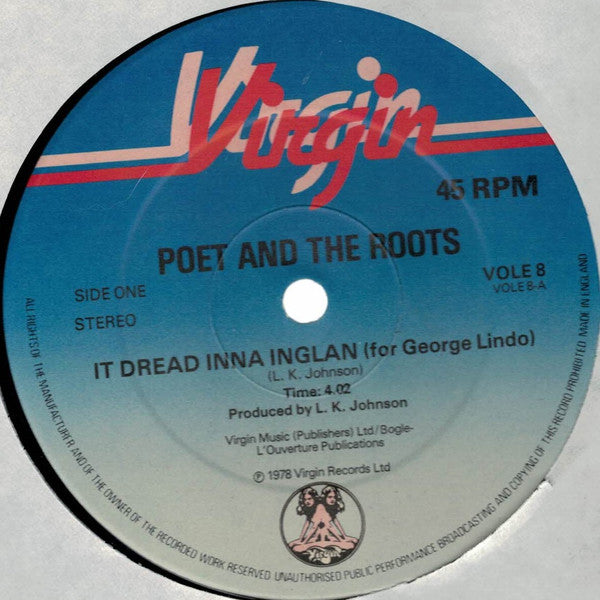 Virgin
45 RPM
POET AND THE ROOTS
SIDE ONE
VOLE 8
STEREO
VOLE 8-A
IT DREAD INNA INGLAN (for George Lindo)
(L. K. Johnson)
Time: 4.02
Produced by L. K. Johnson
Virgin Music (Publishers) Ltd/Bogle-
L'Ouverture Publications
℗ 1978 Virgin Records Ltd
Virgin
ALL RIGHTS OF THE MANUFACTURER AND OF THE OWNER OF THE RECORDED WORK RESERVED. UNAUTHORISED PUBLIC PERFORMANCE BROADCASTING AND COPYING OF THIS RECORD PROHIBITED MADE IN ENGLAND